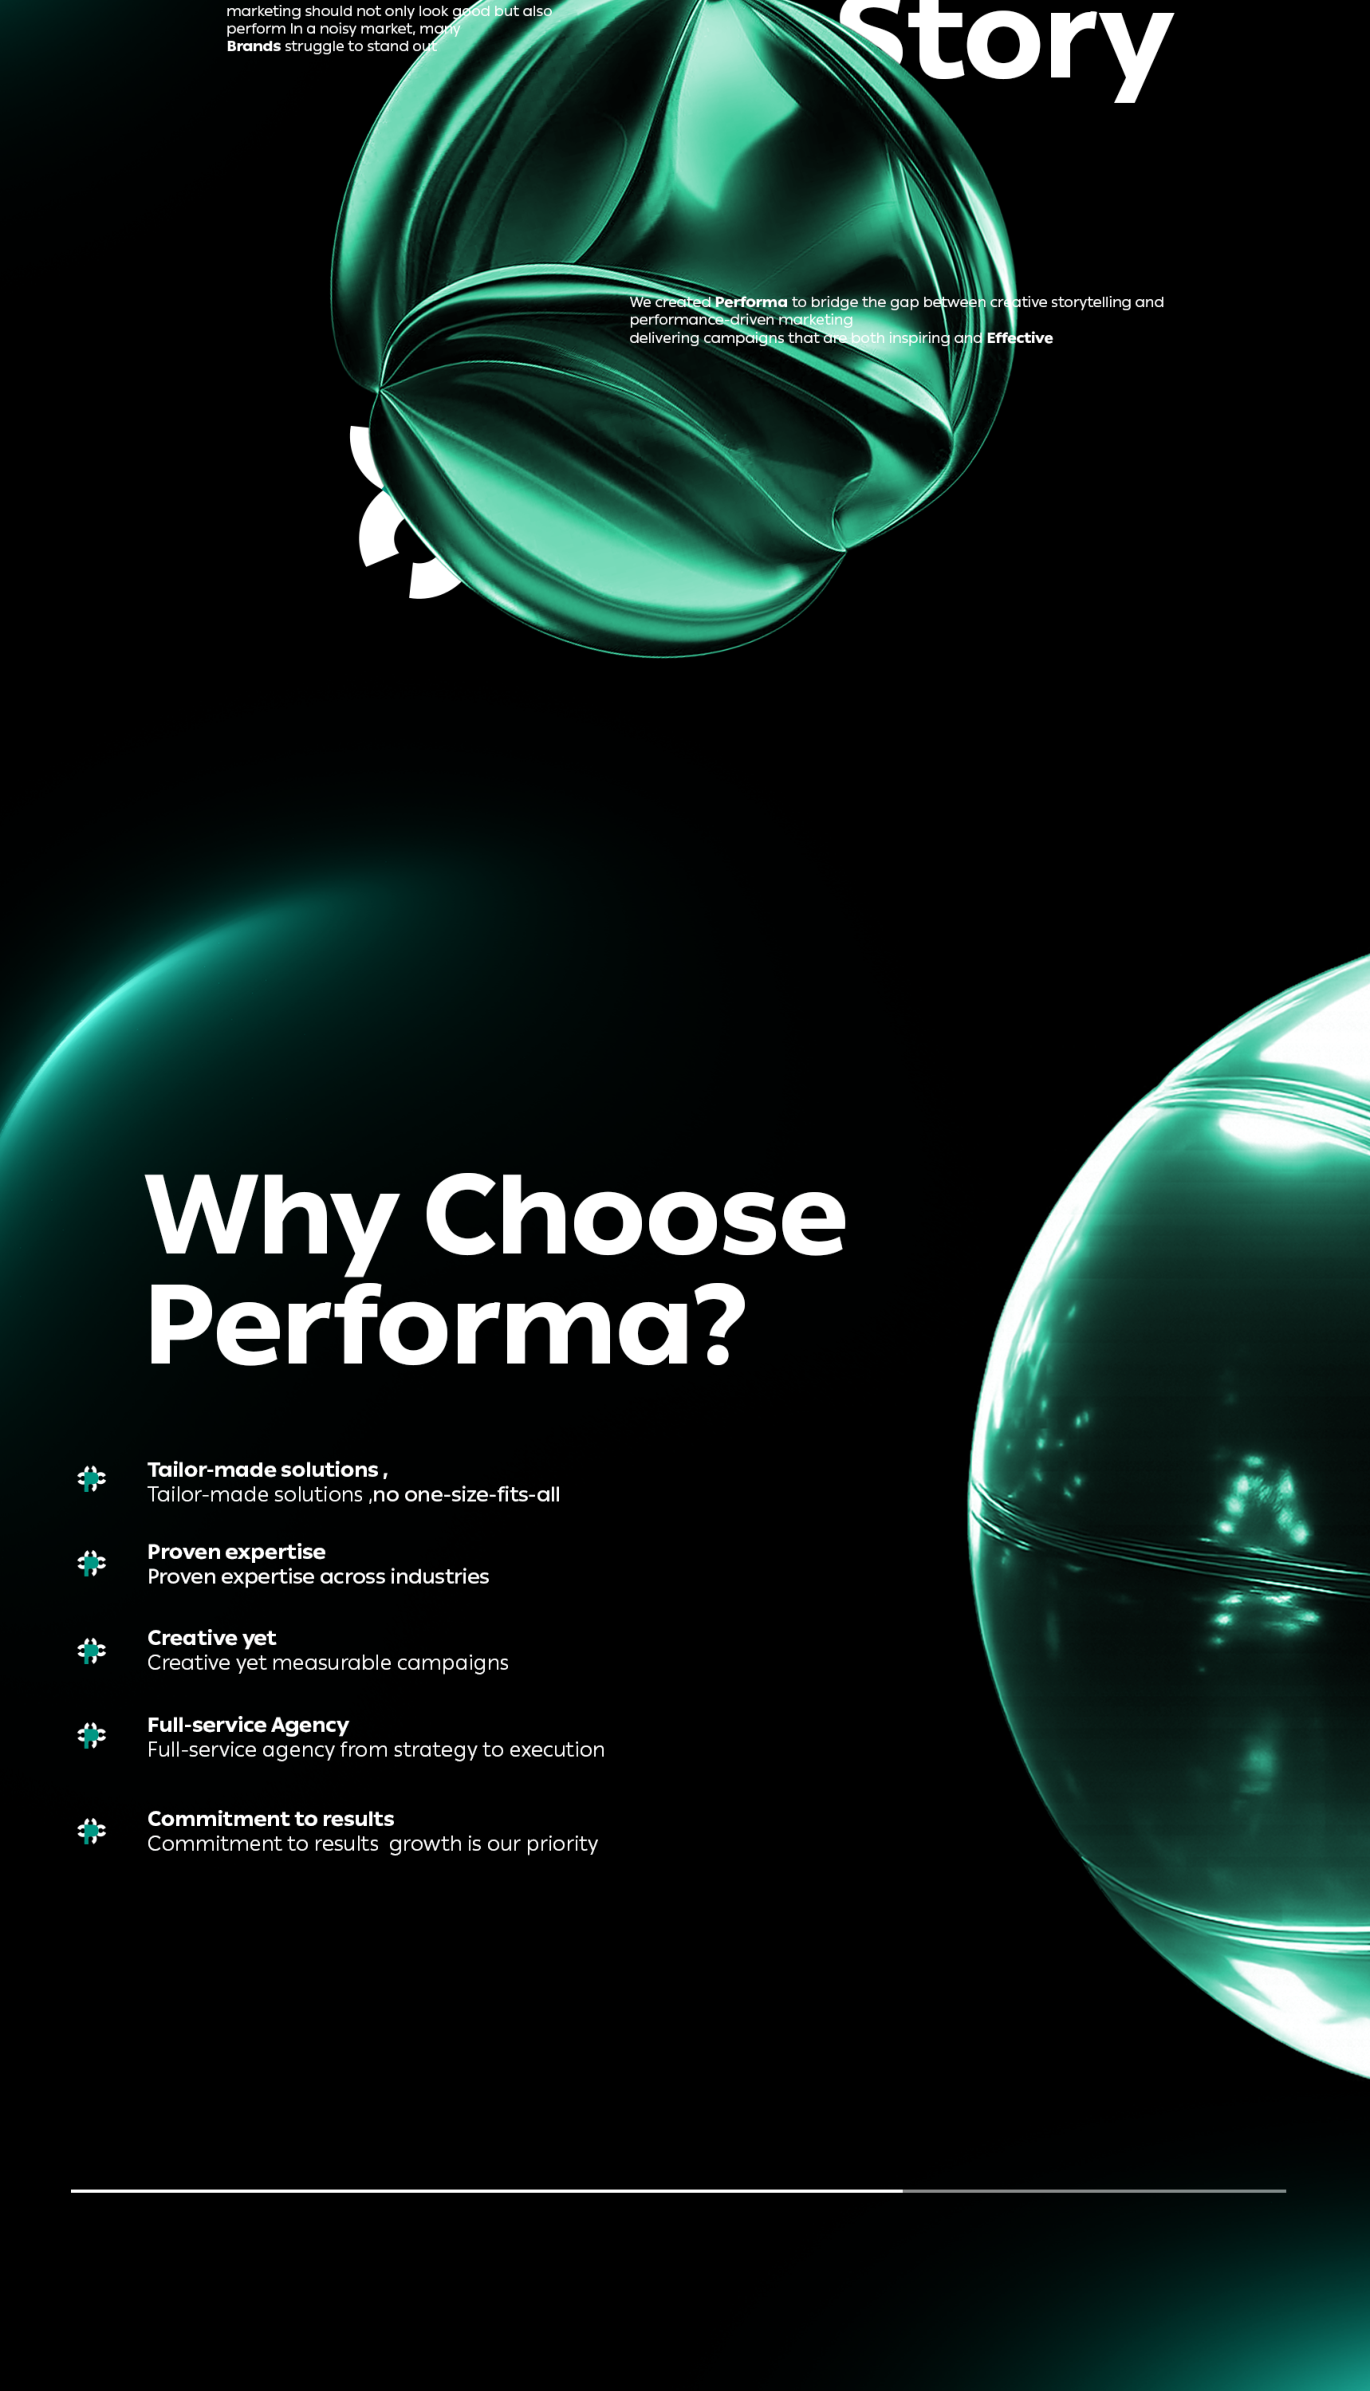 marketing should not only look good but also
perform In a noisy market, many
Brands struggle to stand out
Story
We created Performa to bridge the gap between creative storytelling and
performance-driven marketing
delivering campaigns that are both inspiring and Effective
Why Choose
Performa?
Tailor-made solutions ,
Tailor-made solutions ,no one-size-fits-all
Proven expertise
Proven expertise across industries
Creative yet
Creative yet measurable campaigns
Full-service Agency
Full-service agency from strategy to execution
Commitment to results
Commitment to results growth is our priority